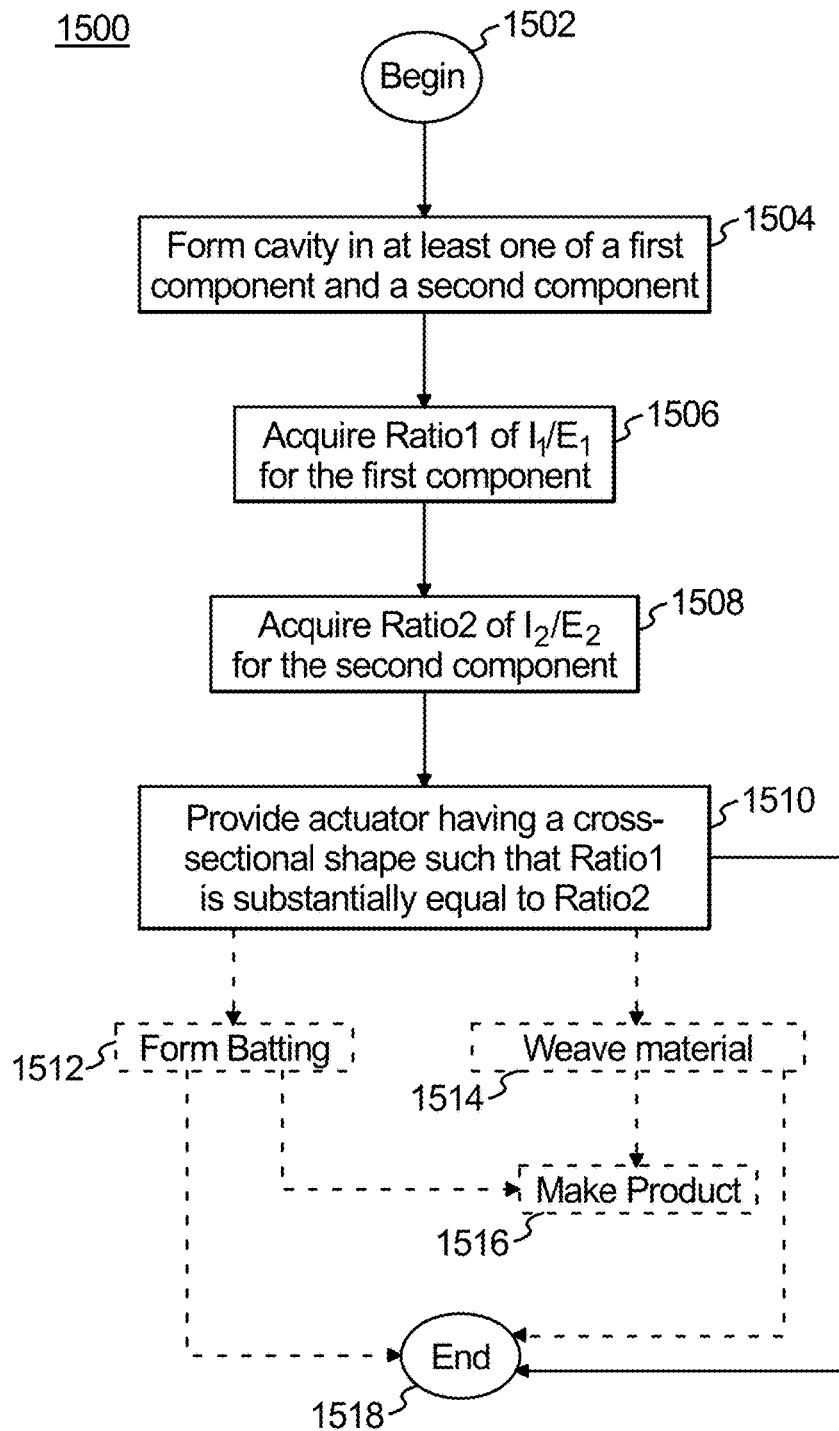 1500
1502
Begin
1504
Form cavity in at least one of a first
component and a second component
1506
Acquire Ratio1 of I₁/E₁
for the first component
1508
Acquire Ratio2 of I₂/E₂
for the second component
1510
Provide actuator having a cross-
sectional shape such that Ratio1
is substantially equal to Ratio2
1512
Form Batting
Weave material
1514
Make Product
1516
End
1518